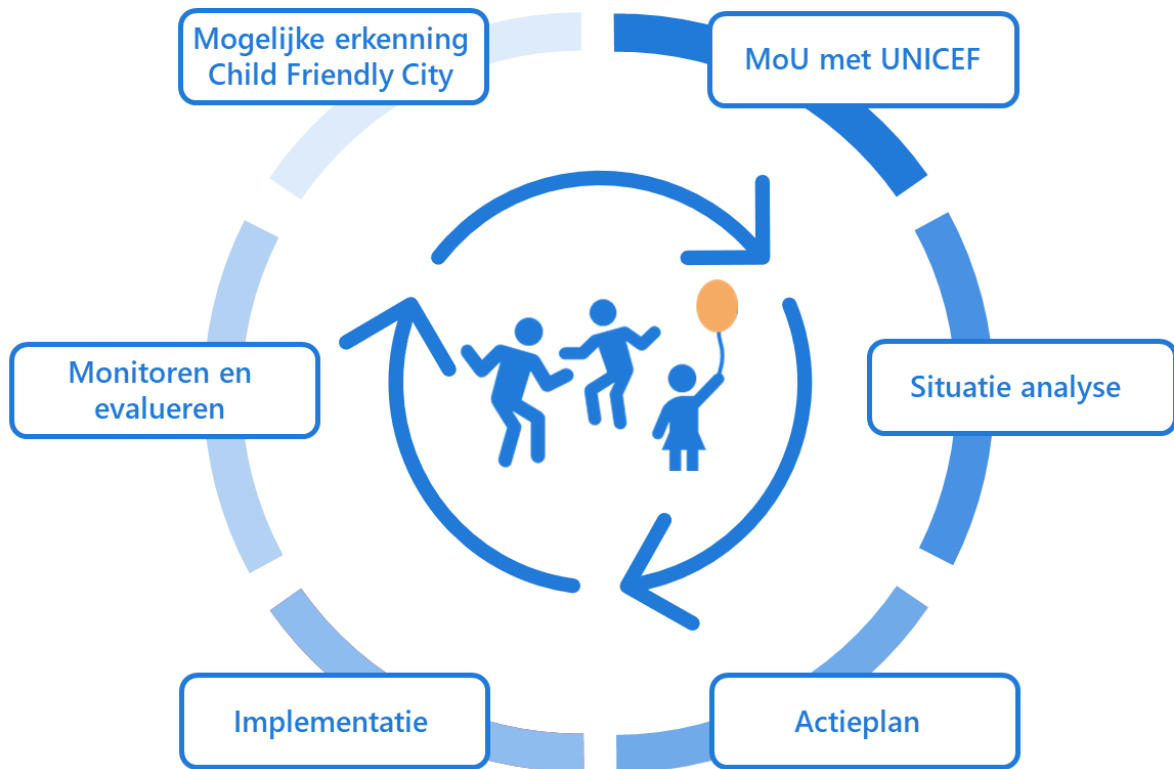 Mogelijke erkenning
Child Friendly City
MoU met UNICEF
Monitoren en
evalueren
Situatie analyse
Implementatie
Actieplan